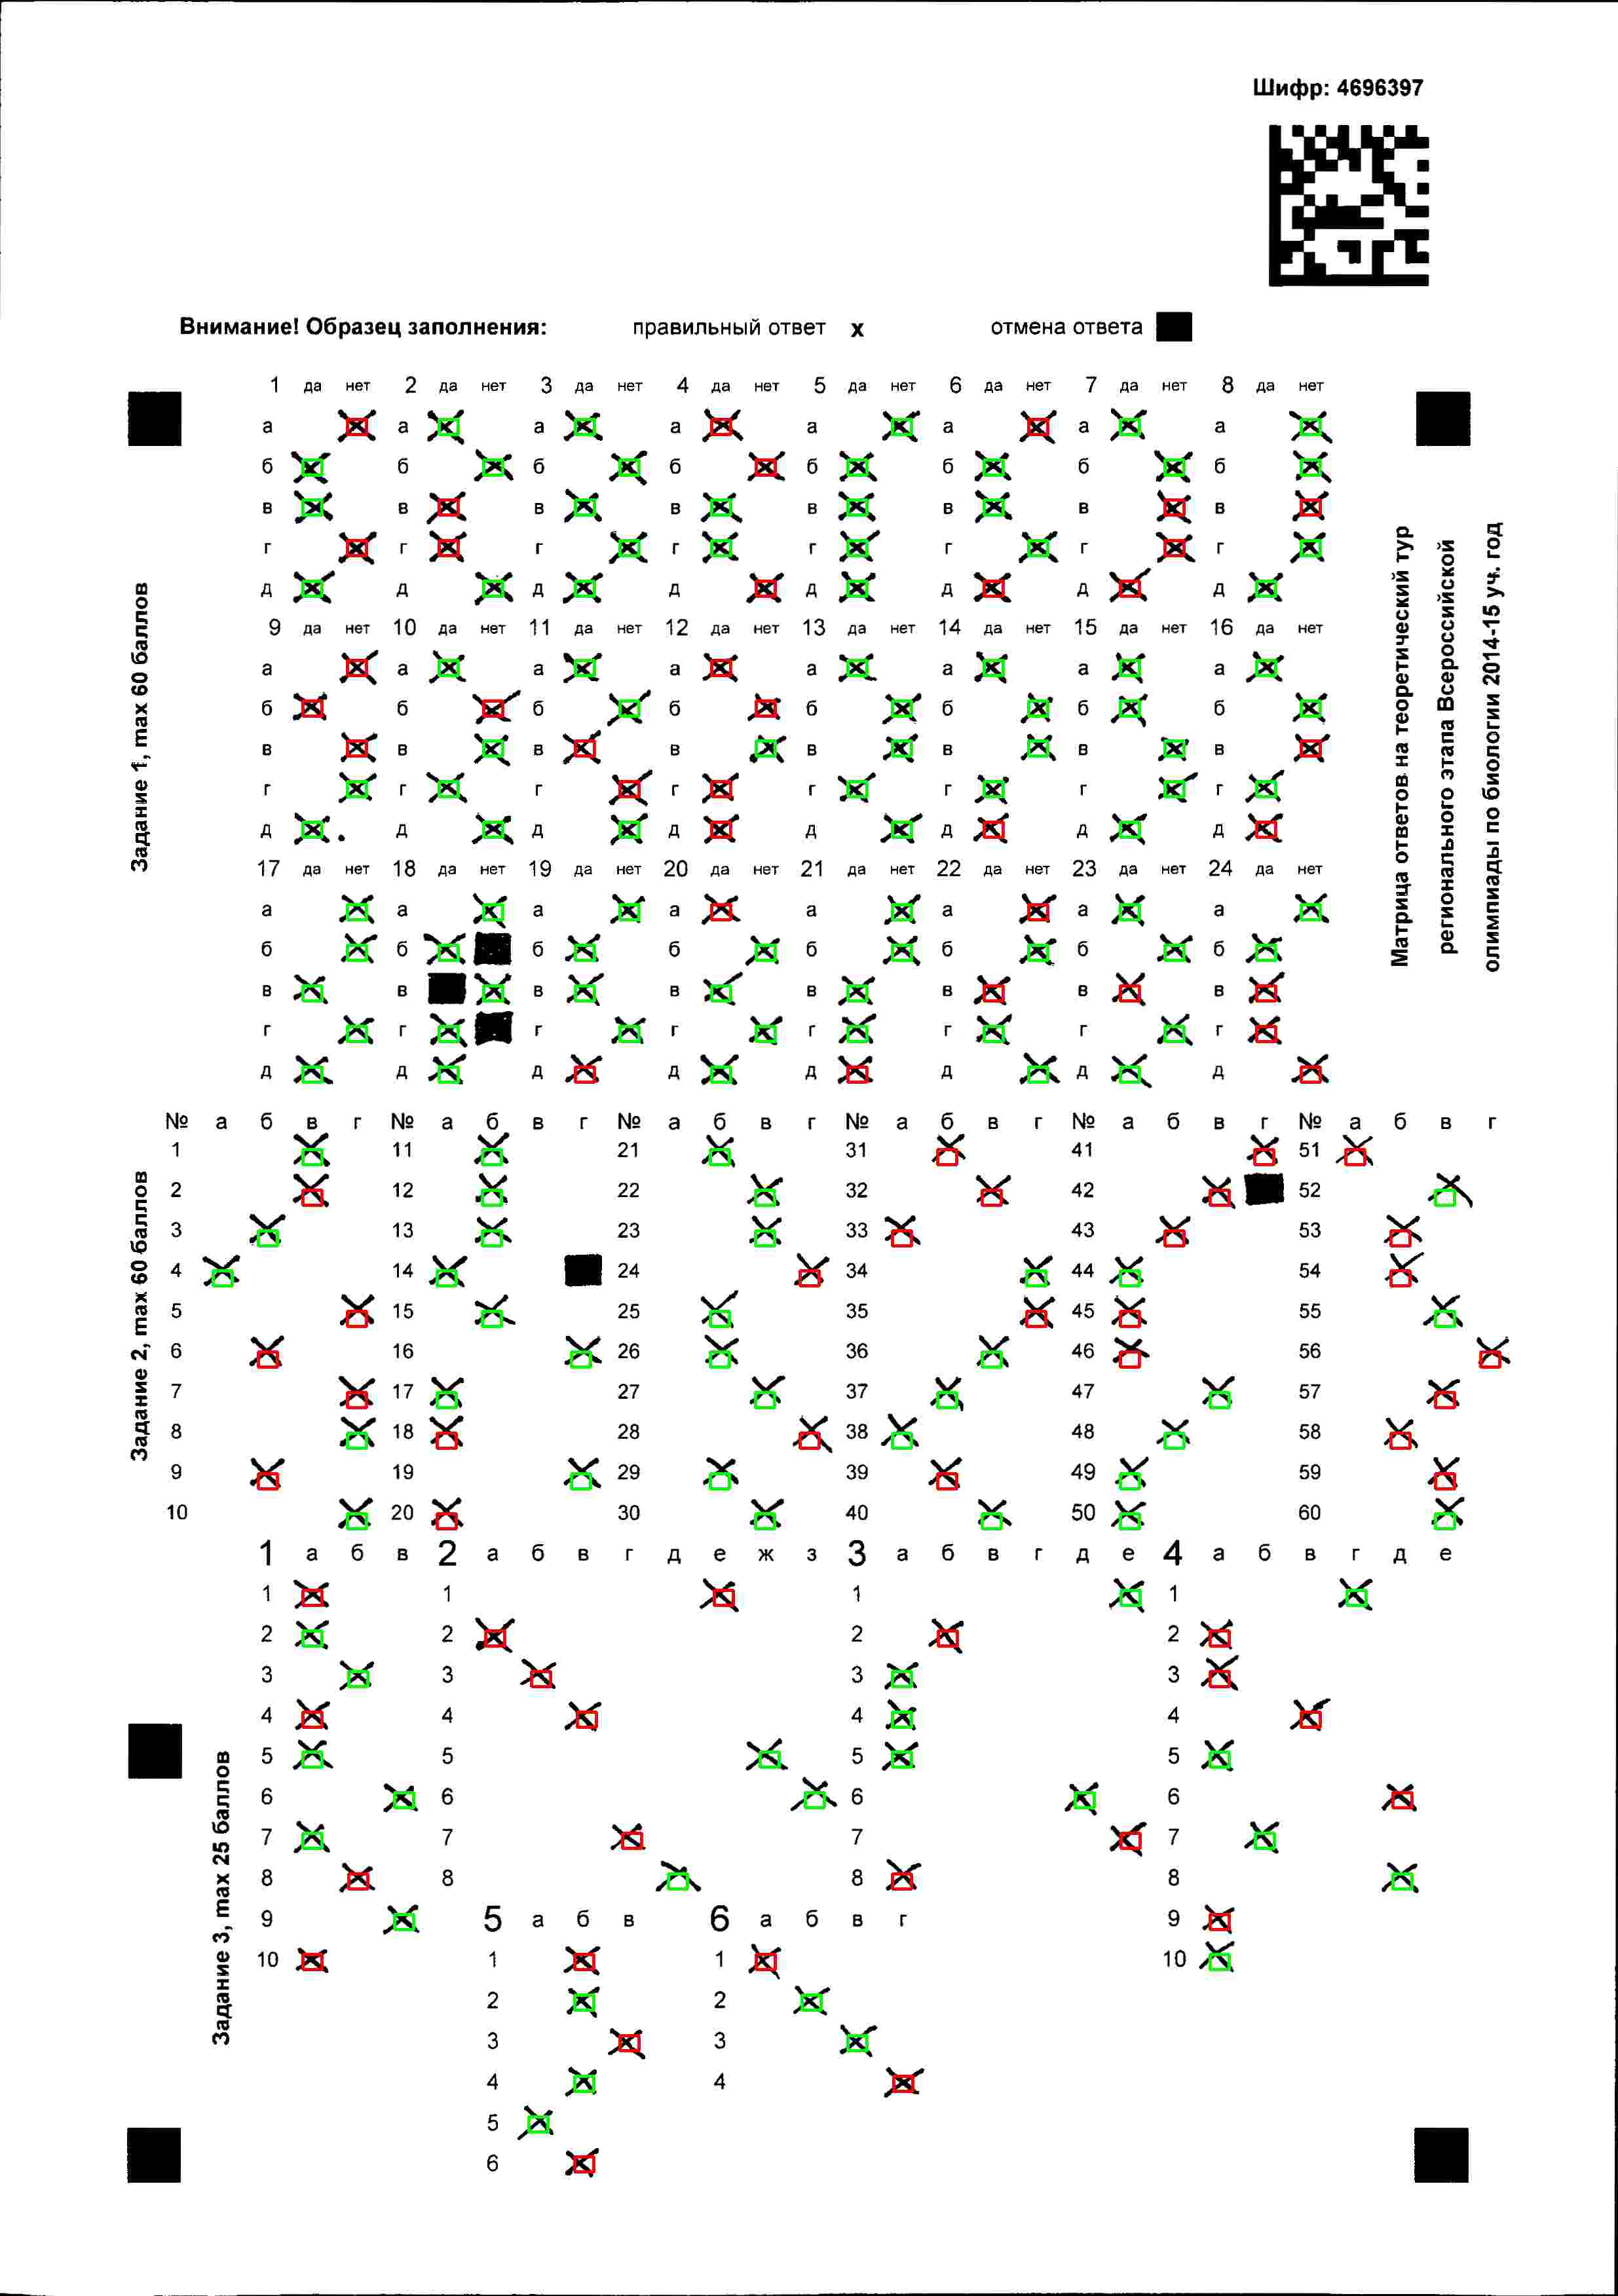 Шифр: 4696397
Внимание! Образец заполнения: правильный ответ х отмена ответа
1 да нет 2 да нет 3 да нет 4 да нет 5 да нет 6 да нет 7 да нет 8 да нет
а а а а а а а а
б б б б б б б б
в в в в в в в в
г г г г г г г г
д д д д д д д д
9 да нет 10 да нет 11 да нет 12 да нет 13 да нет 14 да нет 15 да нет 16 да нет
а а а а а а а а
б б б б б б б б
в в в в в в в в
г г г г г г г г
д д д д д д д д
17 да нет 18 да нет 19 да нет 20 да нет 21 да нет 22 да нет 23 да нет 24 да нет
а а а а а а а а
б б б б б б б б
в в в в в в в в
г г г г г г г г
д д д д д д д д
Задание 1, max 60 баллов
Матрица ответов на теоретический тур
регионального этапа Всероссийской
олимпиады по биологии 2014-15 уч. год
№ а б в г № а б в г № а б в г № а б в г № а б в г № а б в г
1 11 21 31 41 51
2 12 22 32 42 52
3 13 23 33 43 53
4 14 24 34 44 54
5 15 25 35 45 55
6 16 26 36 46 56
7 17 27 37 47 57
8 18 28 38 48 58
9 19 29 39 49 59
10 20 30 40 50 60
Задание 2, max 60 баллов
1 а б в 2 а б в г д е ж з 3 а б в г д е 4 а б в г д е
1 1 1 1
2 2 2 2
3 3 3 3
4 4 4 4
5 5 5 5
6 6 6 6
7 7 7 7
8 8 8 8
9 5 а б в 6 а б в г 9
10 1 1 10
2 2
3 3
4 4
5
6
Задание 3, max 25 баллов